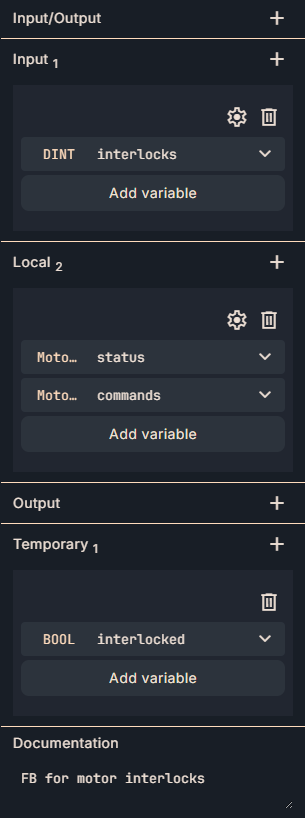 Input/Output
Input 1
DINT interlocks
Add variable
Local 2
Moto… status
Moto… commands
Add variable
Output
Temporary 1
BOOL interlocked
Add variable
Documentation
FB for motor interlocks